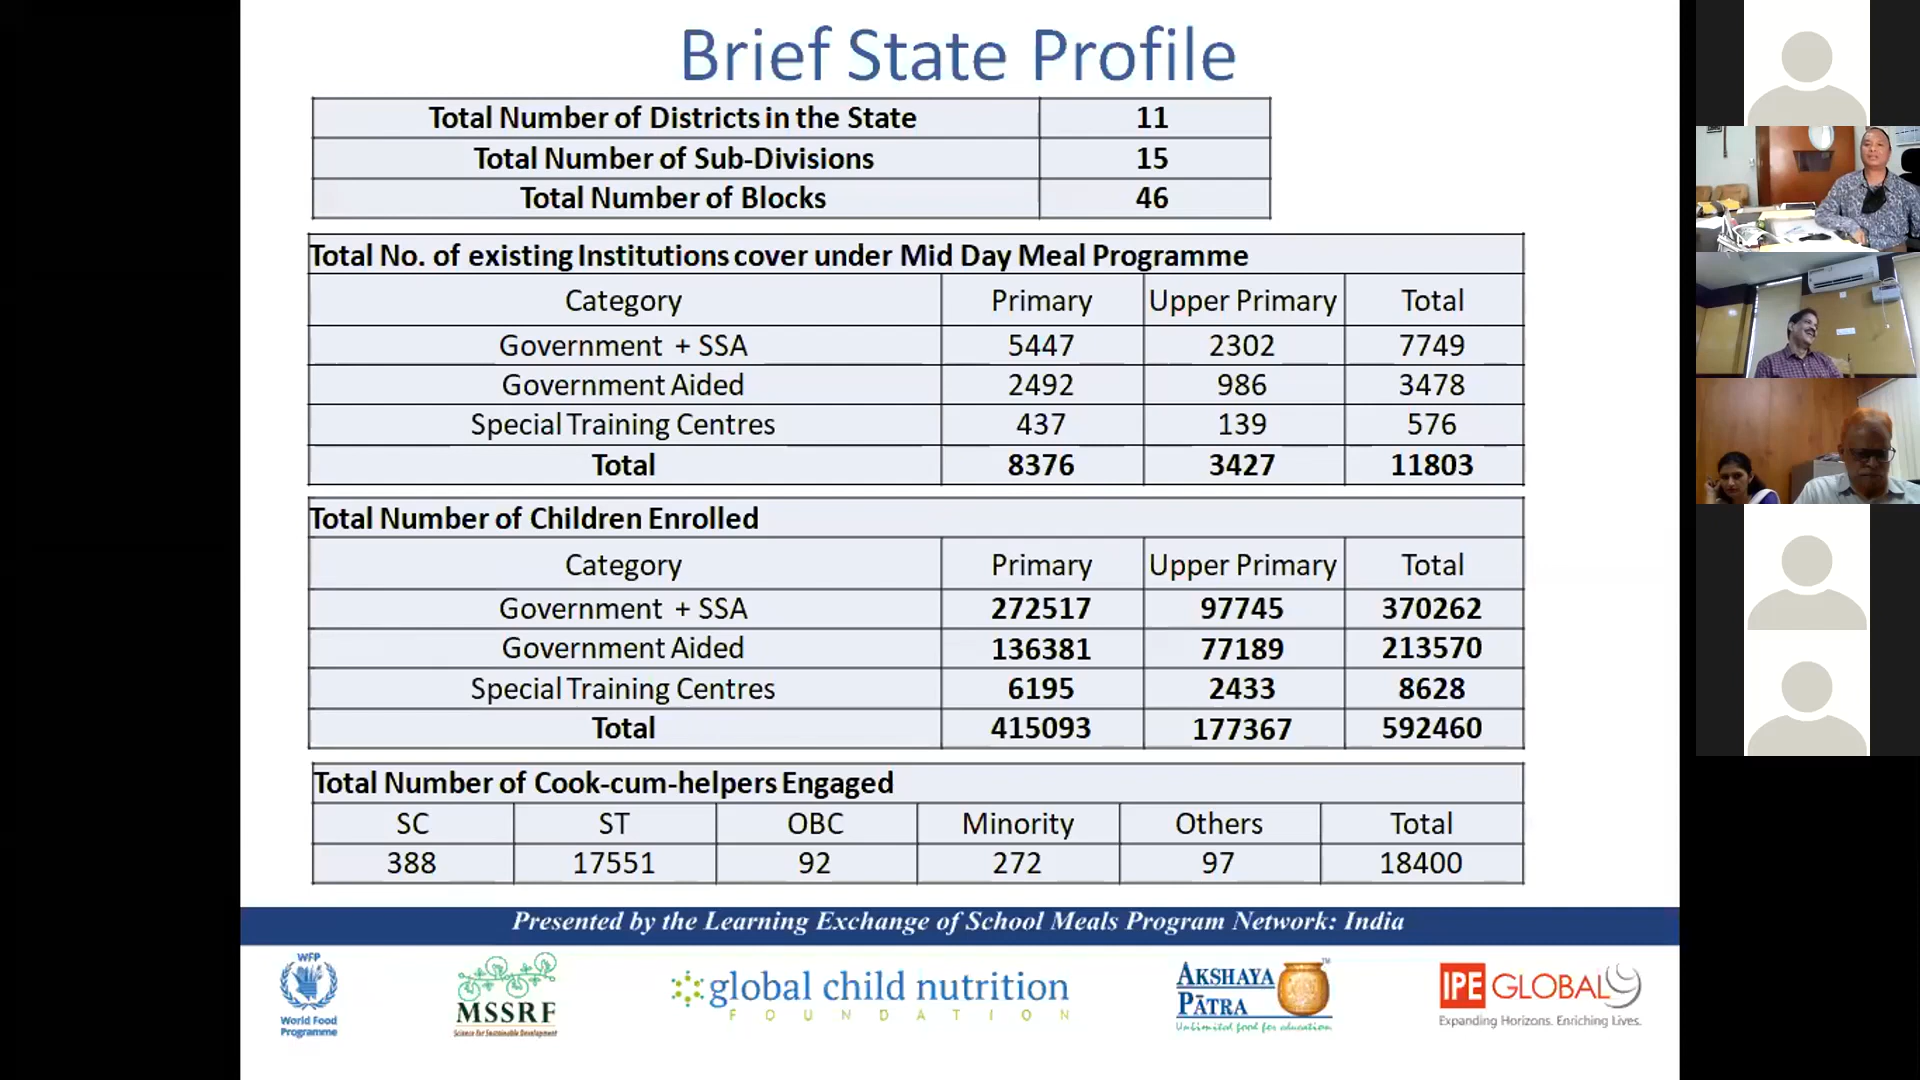 Brief State Profile
Total Number of Districts in the State 11
Total Number of Sub-Divisions 15
Total Number of Blocks 46
Total No. of existing Institutions cover under Mid Day Meal Programme
Category Primary Upper Primary Total
Government + SSA 5447 2302 7749
Government Aided 2492 986 3478
Special Training Centres 437 139 576
Total 8376 3427 11803
Total Number of Children Enrolled
Category Primary Upper Primary Total
Government + SSA 272517 97745 370262
Government Aided 136381 77189 213570
Special Training Centres 6195 2433 8628
Total 415093 177367 592460
Total Number of Cook-cum-helpers Engaged
SC ST OBC Minority Others Total
388 17551 92 272 97 18400
Presented by the Learning Exchange of School Meals Program Network: India
WFP
World Food
Programme
MSSRF
Science for Sustainable Development
global child nutrition
FOUNDATION
AKSHAYA
PĀTRA
TM
Unlimited food for education
IPE GLOBAL
Expanding Horizons. Enriching Lives.